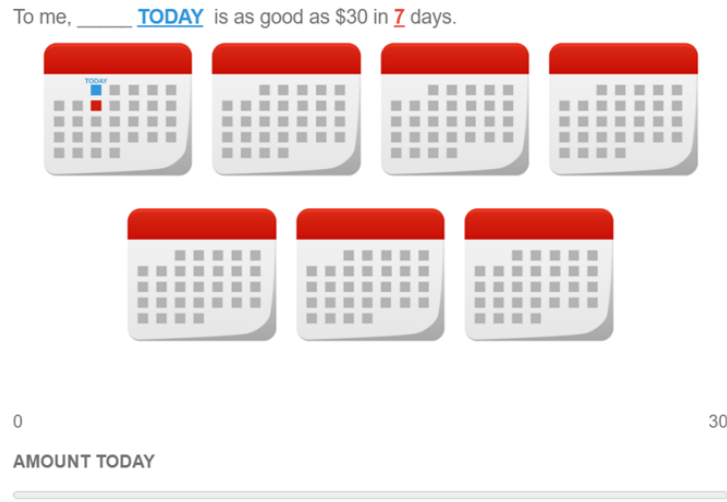 To me, _____ TODAY is as good as $30 in 7 days.
TODAY
0 30
AMOUNT TODAY